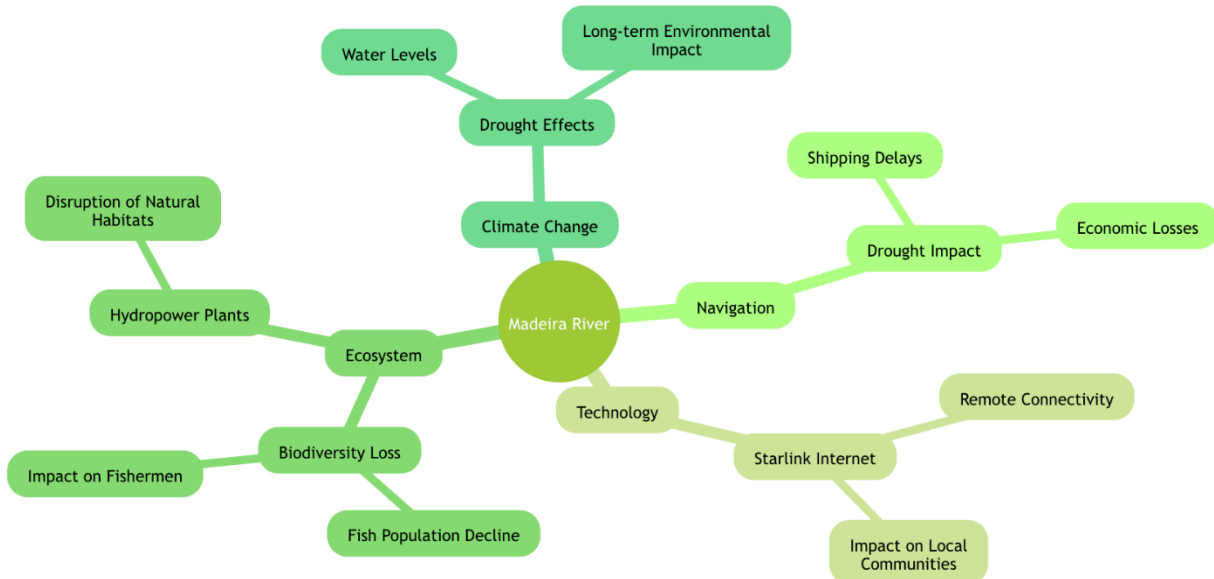 Long-term Environmental
Impact
Water Levels
Drought Effects
Shipping Delays
Disruption of Natural
Habitats
Climate Change
Economic Losses
Drought Impact
Hydropower Plants
Navigation
Madeira River
Ecosystem
Technology
Remote Connectivity
Biodiversity Loss
Starlink Internet
Impact on Fishermen
Fish Population Decline
Impact on Local
Communities